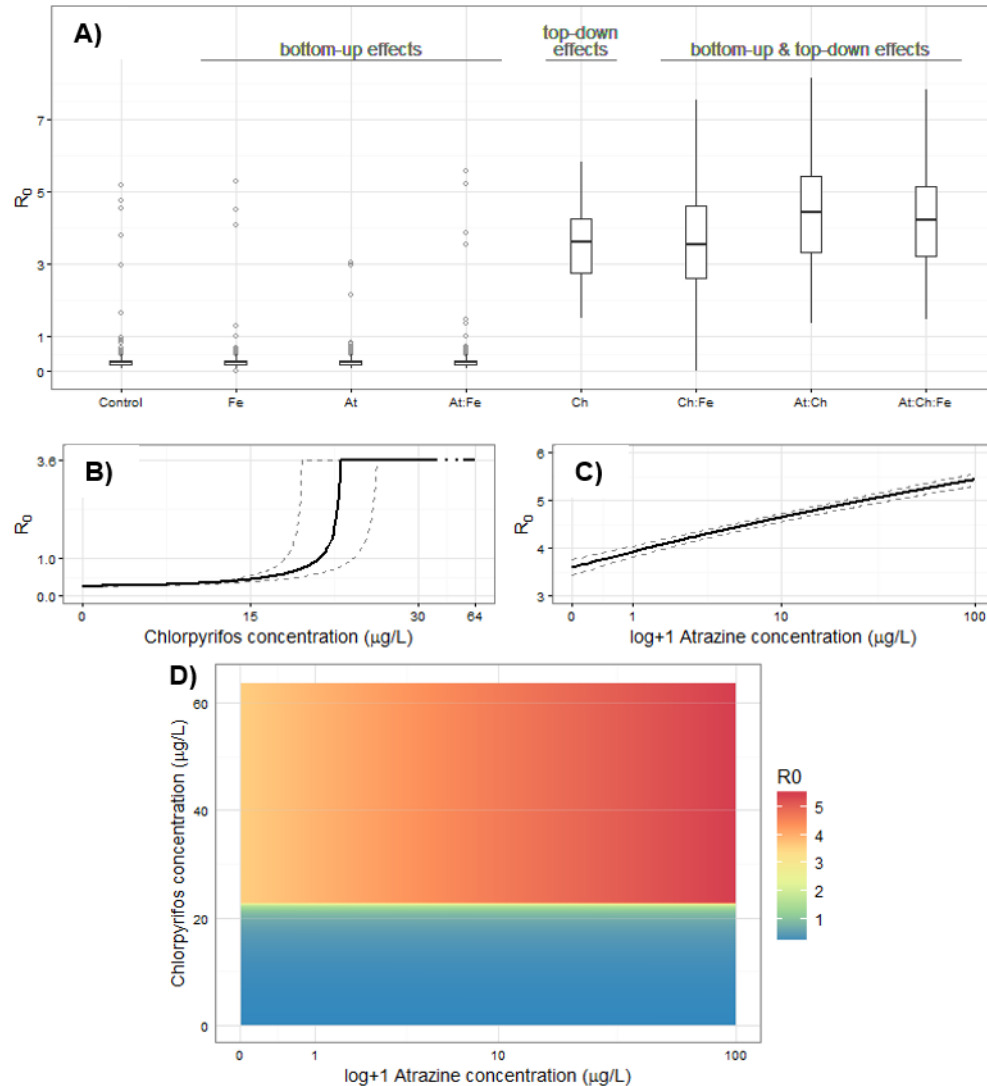 A)
bottom-up effects
top-down
effects
bottom-up & top-down effects
R0
7
5
3
1
0
Control Fe At At:Fe Ch Ch:Fe At:Ch At:Ch:Fe
B)
R0
3.6
1.0
0.0
0 15 30 64
Chlorpyrifos concentration (μg/L)
C)
R0
6
5
4
3
0 1 10 100
log+1 Atrazine concentration (μg/L)
D)
Chlorpyrifos concentration (μg/L)
60
40
20
0
0 1 10 100
log+1 Atrazine concentration (μg/L)
R0
5
4
3
2
1